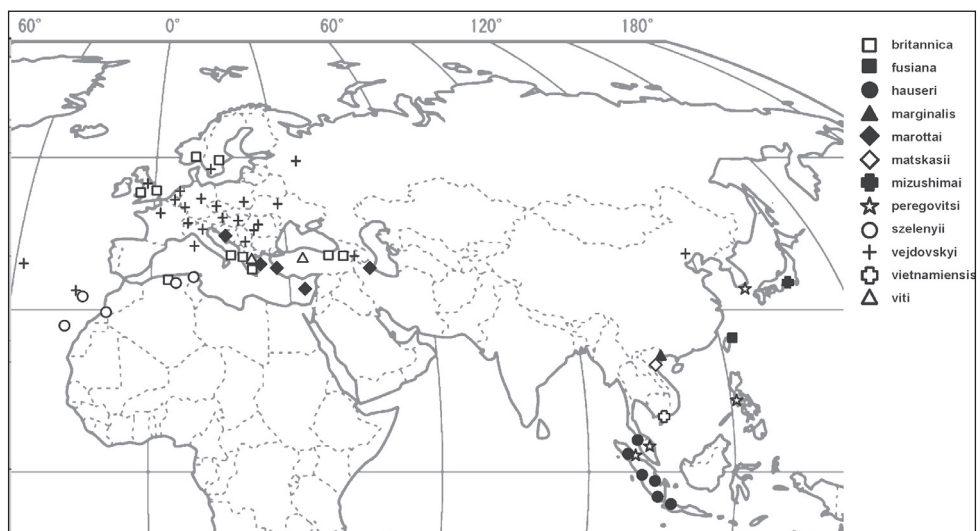 60° 0° 60° 120° 180°
britannica
fusiana
hauseri
marginalis
marottai
matskasii
mizushimai
peregovitsi
szelenyii
vejdovskyi
vietnamiensis
viti